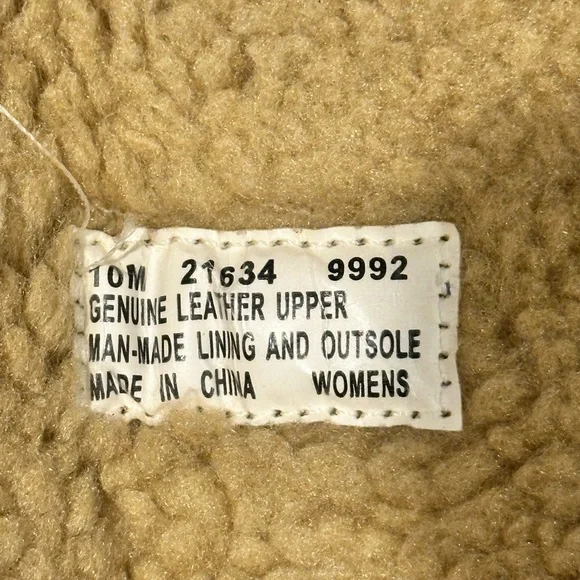 10M 21634 9992
GENUINE LEATHER UPPER
MAN-MADE LINING AND OUTSOLE
MADE IN CHINA WOMENS